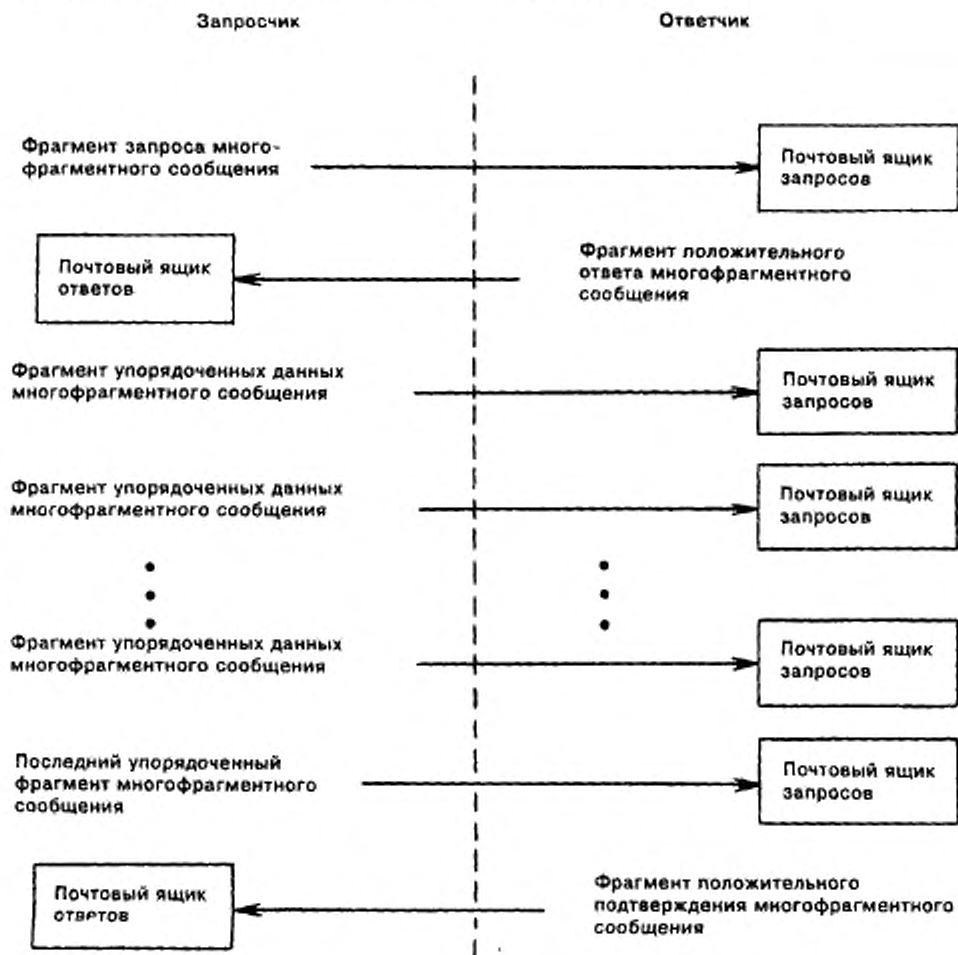 Запросчик
Ответчик
Фрагмент запроса много-
фрагментного сообщения
Почтовый ящик
запросов
Почтовый ящик
ответов
Фрагмент положительного
ответа многофрагментного
сообщения
Фрагмент упорядоченных данных
многофрагментного сообщения
Почтовый ящик
запросов
Фрагмент упорядоченных данных
многофрагментного сообщения
Почтовый ящик
запросов
Фрагмент упорядоченных данных
многофрагментного сообщения
Почтовый ящик
запросов
Последний упорядоченный
фрагмент многофрагментного
сообщения
Почтовый ящик
запросов
Почтовый ящик
ответов
Фрагмент положительного
подтверждения многофрагментного
сообщения